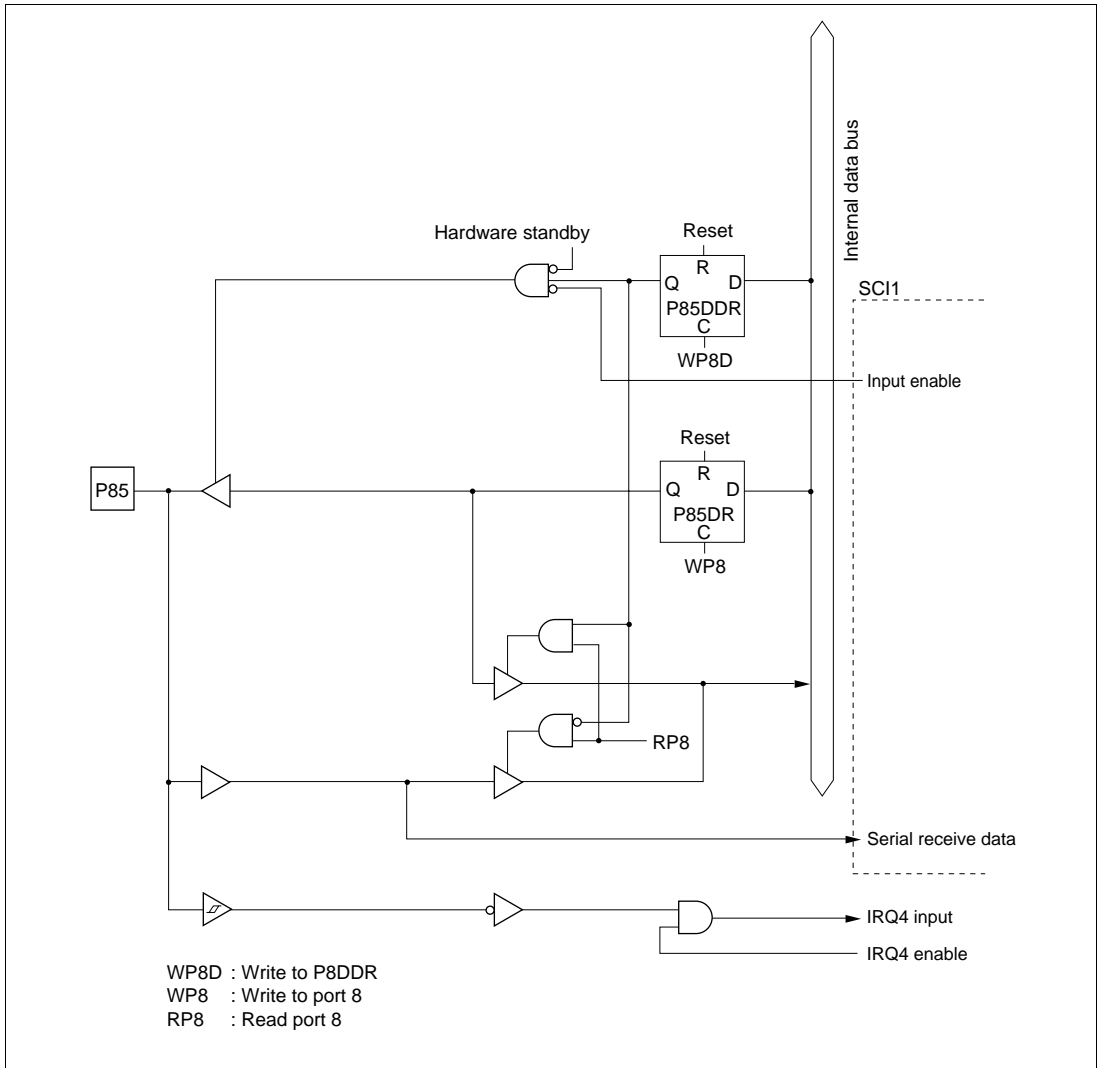 Internal data bus
Hardware standby
Reset
R
Q D
P85DDR
C
WP8D
SCI1
Input enable
Reset
R
P85
Q D
P85DR
C
WP8
RP8
Serial receive data
IRQ4 input
IRQ4 enable
WP8D : Write to P8DDR
WP8 : Write to port 8
RP8 : Read port 8